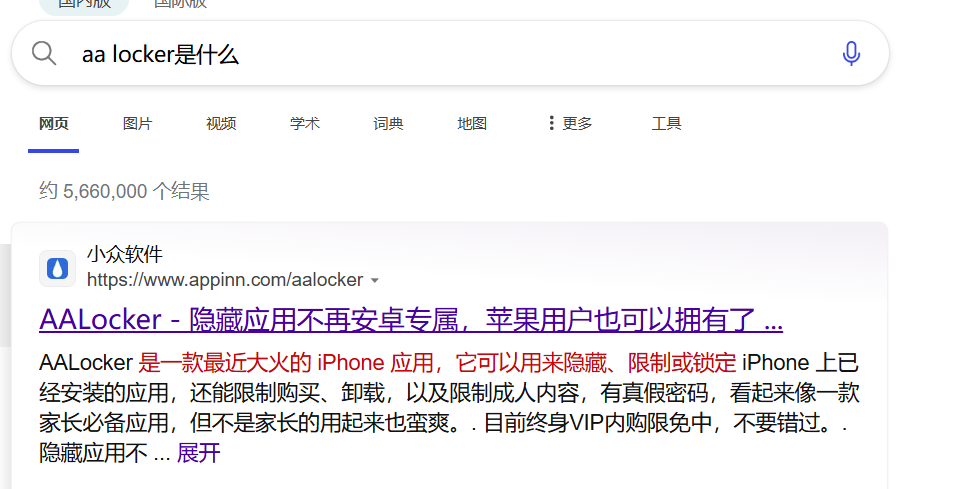 国内版 国际版
aa locker是什么
网页 图片 视频 学术 词典 地图 更多 工具
约 5,660,000 个结果
小众软件
https://www.appinn.com/aalocker
AALocker - 隐藏应用不再安卓专属，苹果用户也可以拥有了 ...
AALocker 是一款最近大火的 iPhone 应用，它可以用来隐藏、限制或锁定 iPhone 上已
经安装的应用，还能限制购买、卸载，以及限制成人内容，有真假密码，看起来像一款
家长必备应用，但不是家长的用起来也蛮爽。. 目前终身VIP内购限免中，不要错过。.
隐藏应用不 ... 展开